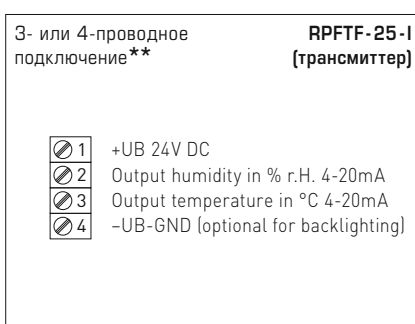 3- или 4-проводное RPFTF-25-I
подключение** (трансмиттер)
1 +UB 24V DC
2 Output humidity in % r.H. 4-20mA
3 Output temperature in °C 4-20mA
4 –UB-GND (optional for backlighting)